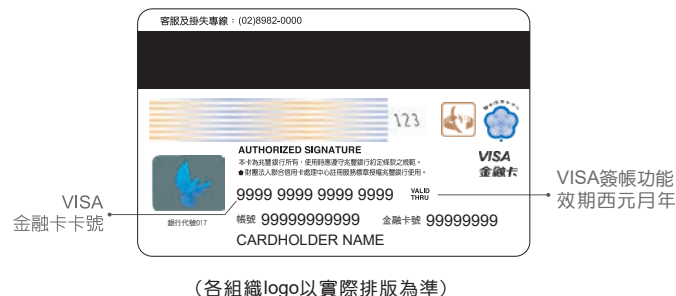 客服及掛失專線：(02)8982-0000
123
AUTHORIZED SIGNATURE
本卡為兆豐銀行所有，使用時應遵守兆豐銀行約定條款之規範。
●財團法人聯合信用卡處理中心註冊服務標章授權兆豐銀行使用。
VISA
金融卡
9999 9999 9999 9999 VALID THRU
銀行代號017
帳號 99999999999 金融卡號 99999999
CARDHOLDER NAME
VISA
金融卡卡號
VISA簽帳功能
效期西元月年
（各組織logo以實際排版為準）